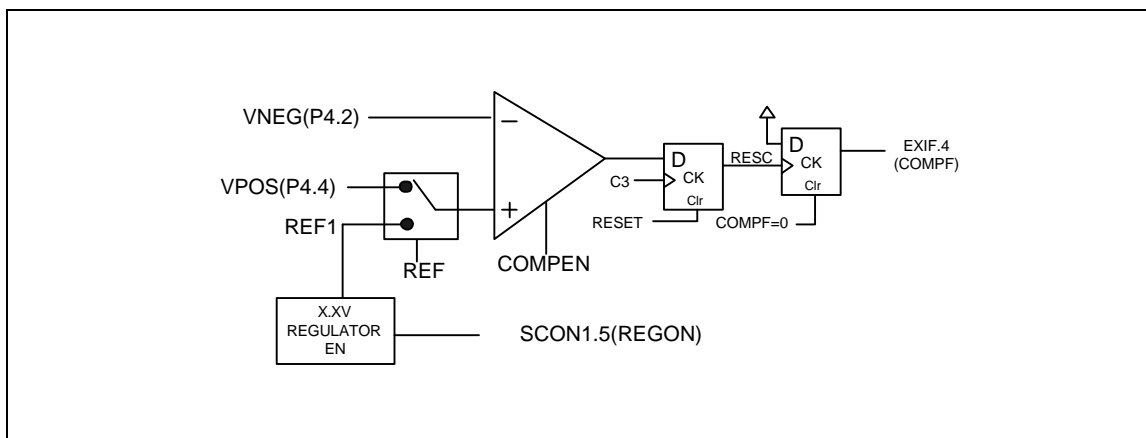 VNEG(P4.2)
−
VPOS(P4.4)
+
REF1
REF
COMPEN
D
CK
Clr
C3
RESET
RESC
D
CK
Clr
COMPF=0
EXIF.4
(COMPF)
X.XV
REGULATOR
EN
SCON1.5(REGON)